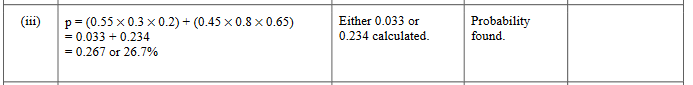 (iii)
p = (0.55 × 0.3 × 0.2) + (0.45 × 0.8 × 0.65)
= 0.033 + 0.234
= 0.267 or 26.7%
Either 0.033 or
0.234 calculated.
Probability
found.